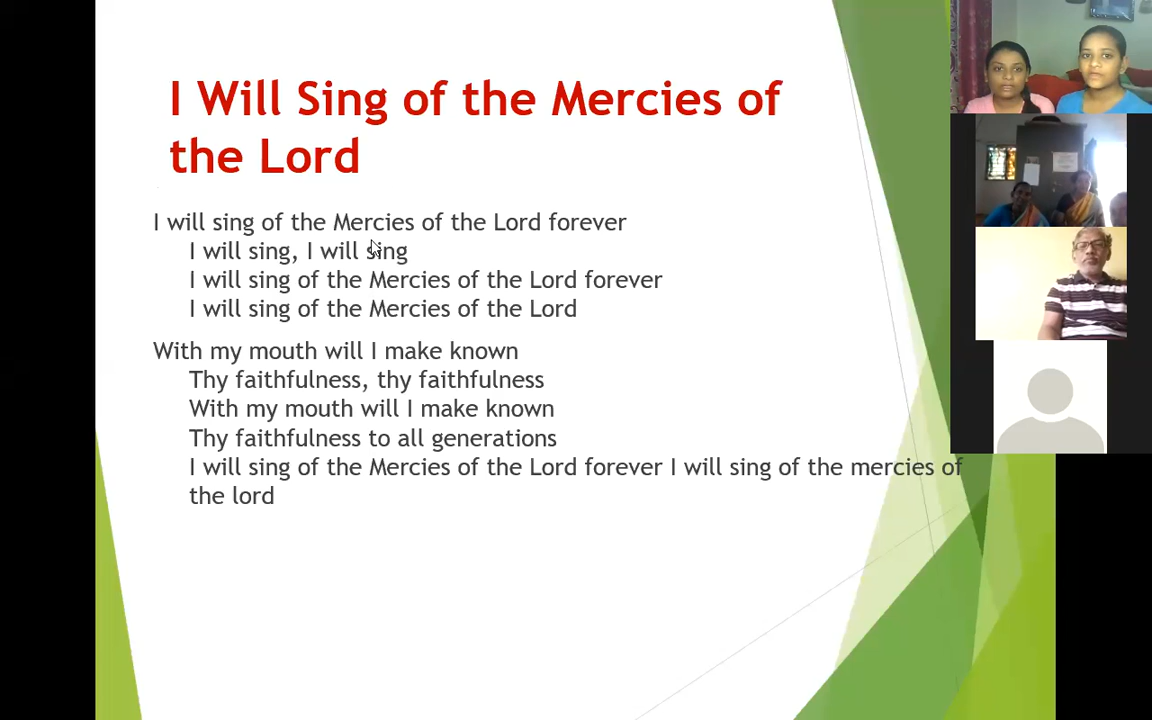 I Will Sing of the Mercies of
the Lord
I will sing of the Mercies of the Lord forever
I will sing, I will sing
I will sing of the Mercies of the Lord forever
I will sing of the Mercies of the Lord
With my mouth will I make known
Thy faithfulness, thy faithfulness
With my mouth will I make known
Thy faithfulness to all generations
I will sing of the Mercies of the Lord forever I will sing of the mercies of
the lord